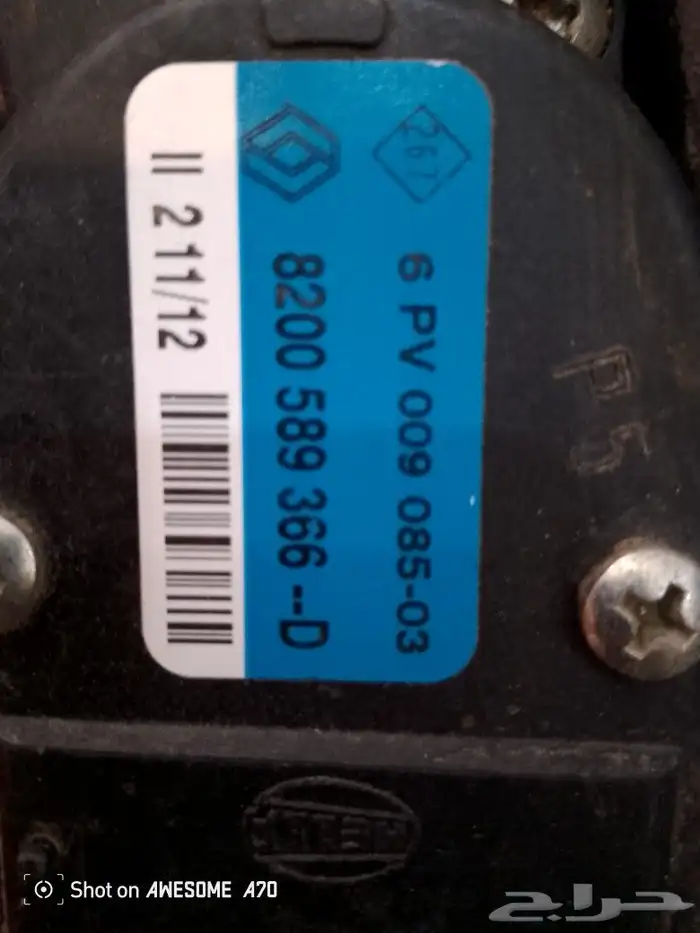 267
6 PV 009 085-03
8200 589 366 --D
II 2 11/12
P5
HELLA
Shot on AWESOME A70
حراج